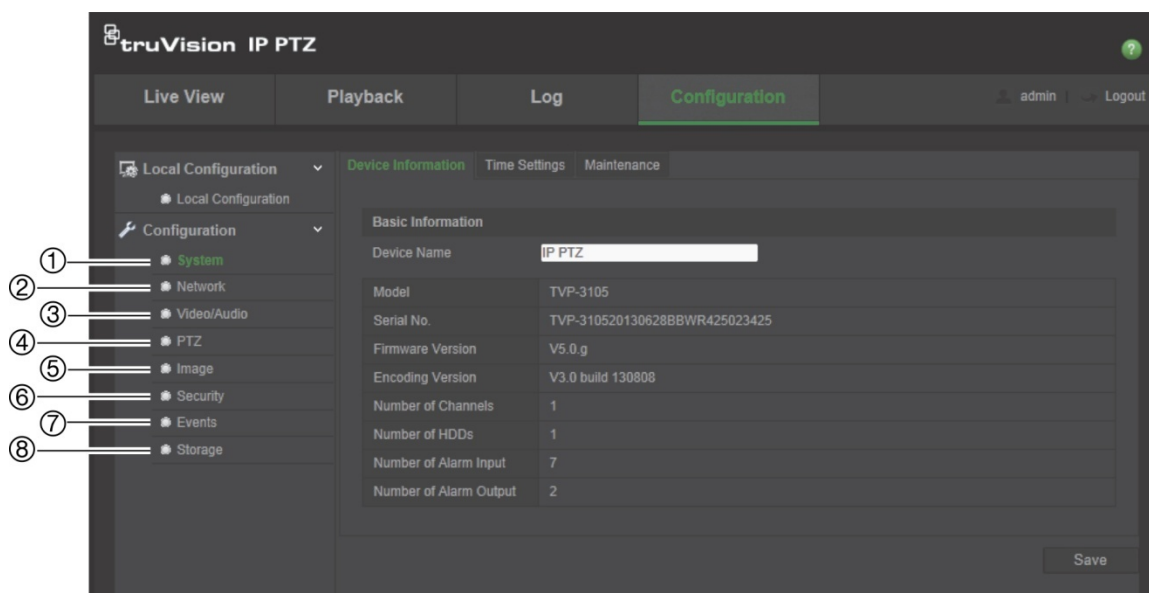 truVision IP PTZ
?
Live View Playback Log Configuration admin | Logout
Local Configuration
Local Configuration
Configuration
① System
② Network
③ Video/Audio
④ PTZ
⑤ Image
⑥ Security
⑦ Events
⑧ Storage
Device Information Time Settings Maintenance
Basic Information
Device Name IP PTZ
Model TVP-3105
Serial No. TVP-310520130628BBWR425023425
Firmware Version V5.0.g
Encoding Version V3.0 build 130808
Number of Channels 1
Number of HDDs 1
Number of Alarm Input 7
Number of Alarm Output 2
Save